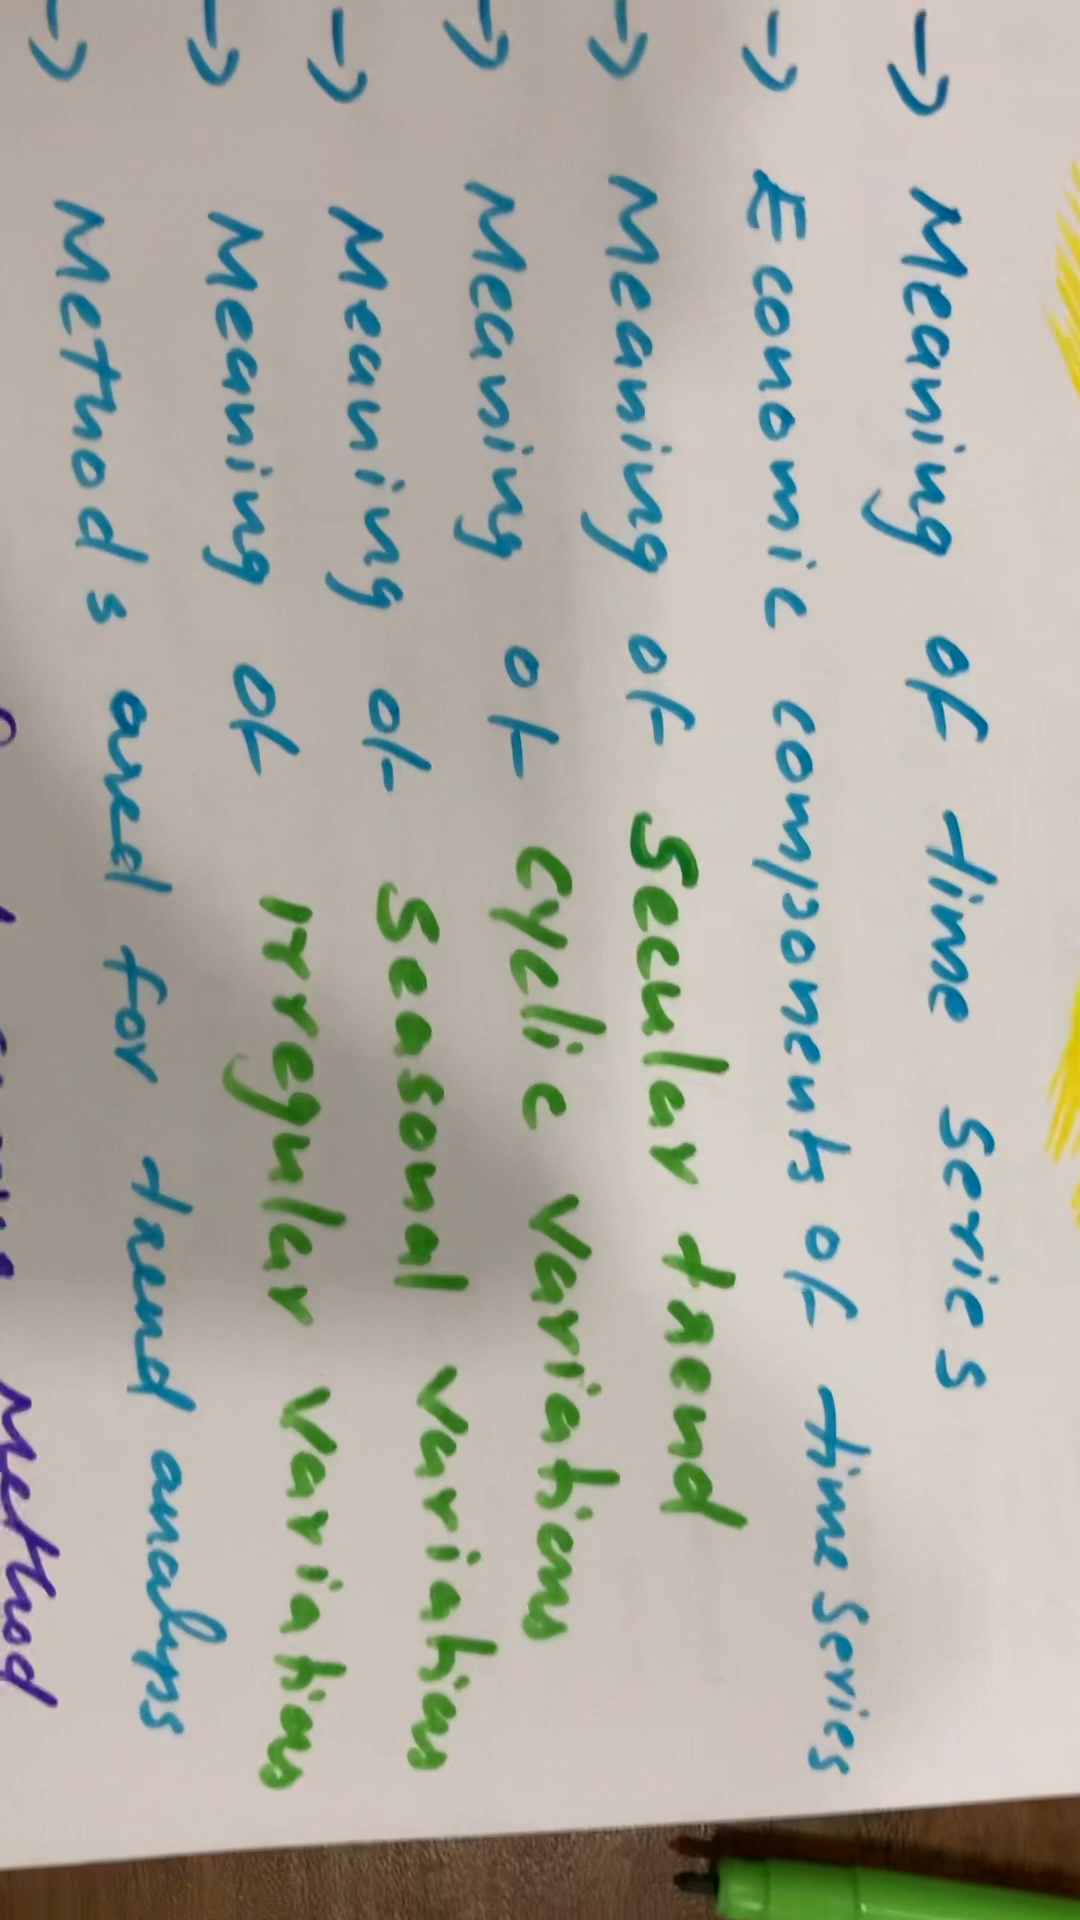 → Meaning of time series
→ Economic components of time series
→ Meaning of Secular trend
→ Meaning of cyclic variations
→ Meaning of seasonal variations
→ Meaning of irregular variations
→ Methods used for trend analysis
Method